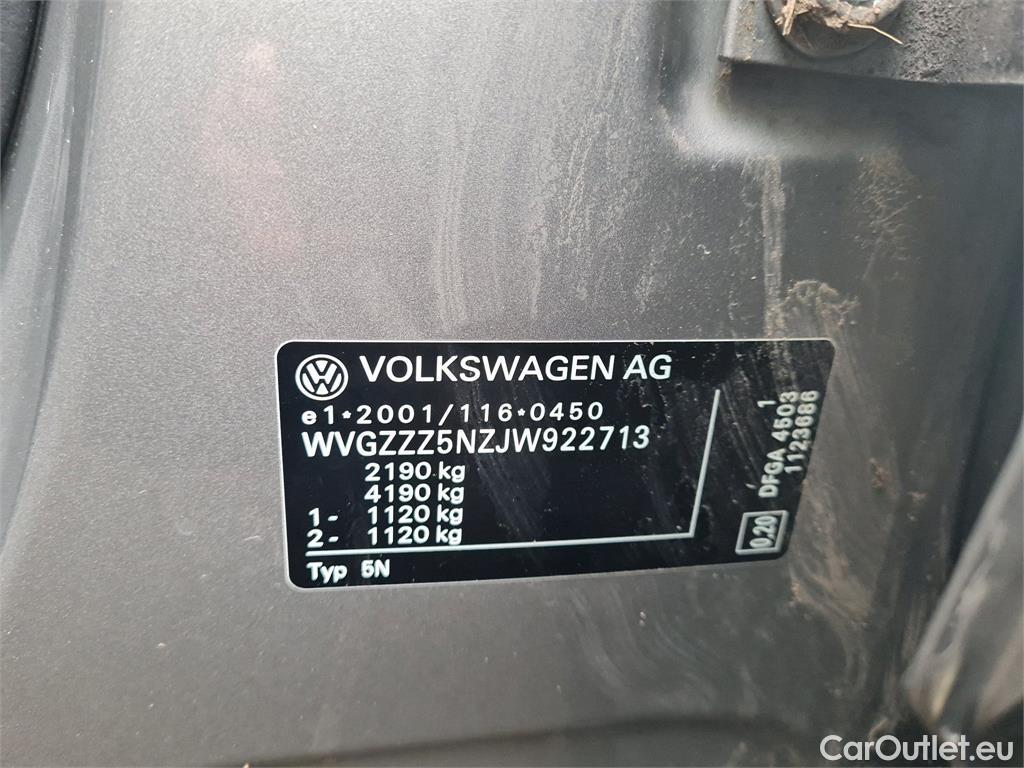 VOLKSWAGEN AG
e1*2001/116*0450
WVGZZZ5NZJW922713
2190 kg
4190 kg
1- 1120 kg
2- 1120 kg
Typ 5N
1
DFGA 4503
1123686
0.20
CarOutlet.eu